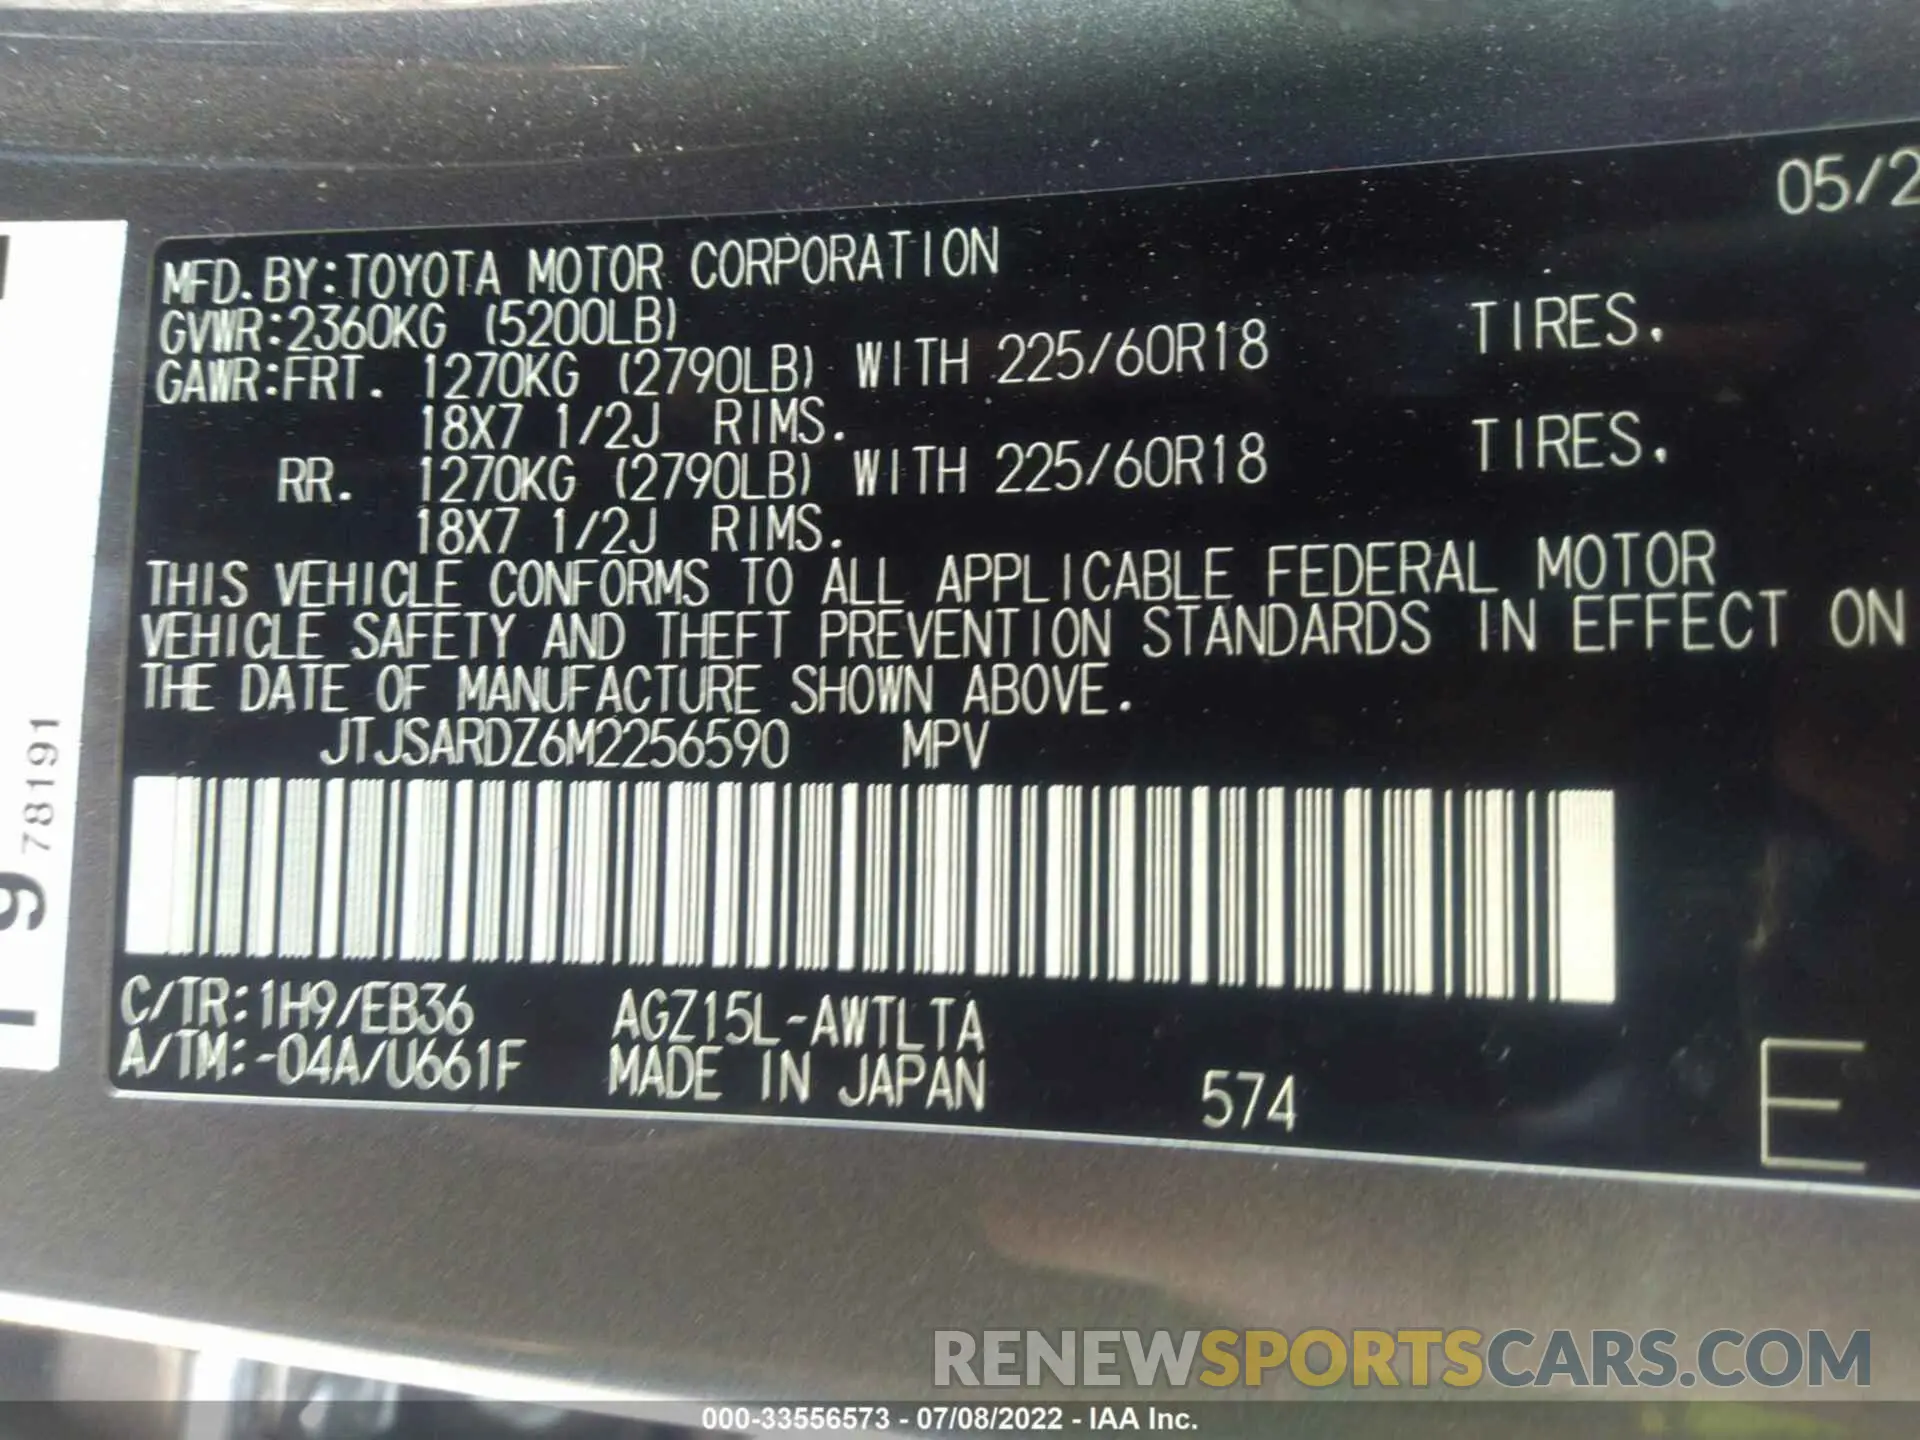 05/2
MFD. BY: TOYOTA MOTOR CORPORATION
GVWR: 2360KG (5200LB)
GAWR: FRT. 1270KG (2790LB) WITH 225/60R18 TIRES.
18X7 1/2J RIMS.
RR. 1270KG (2790LB) WITH 225/60R18 TIRES.
18X7 1/2J RIMS.
THIS VEHICLE CONFORMS TO ALL APPLICABLE FEDERAL MOTOR
VEHICLE SAFETY AND THEFT PREVENTION STANDARDS IN EFFECT ON
THE DATE OF MANUFACTURE SHOWN ABOVE.
JTJSARDZ6M2256590 MPV
C/TR: 1H9/EB36 AGZ15L-AWTLTA
A/TM: -04A/U661F MADE IN JAPAN 574 E
78191
RENEWSPORTSCARS.COM
000-33556573 - 07/08/2022 - IAA Inc.